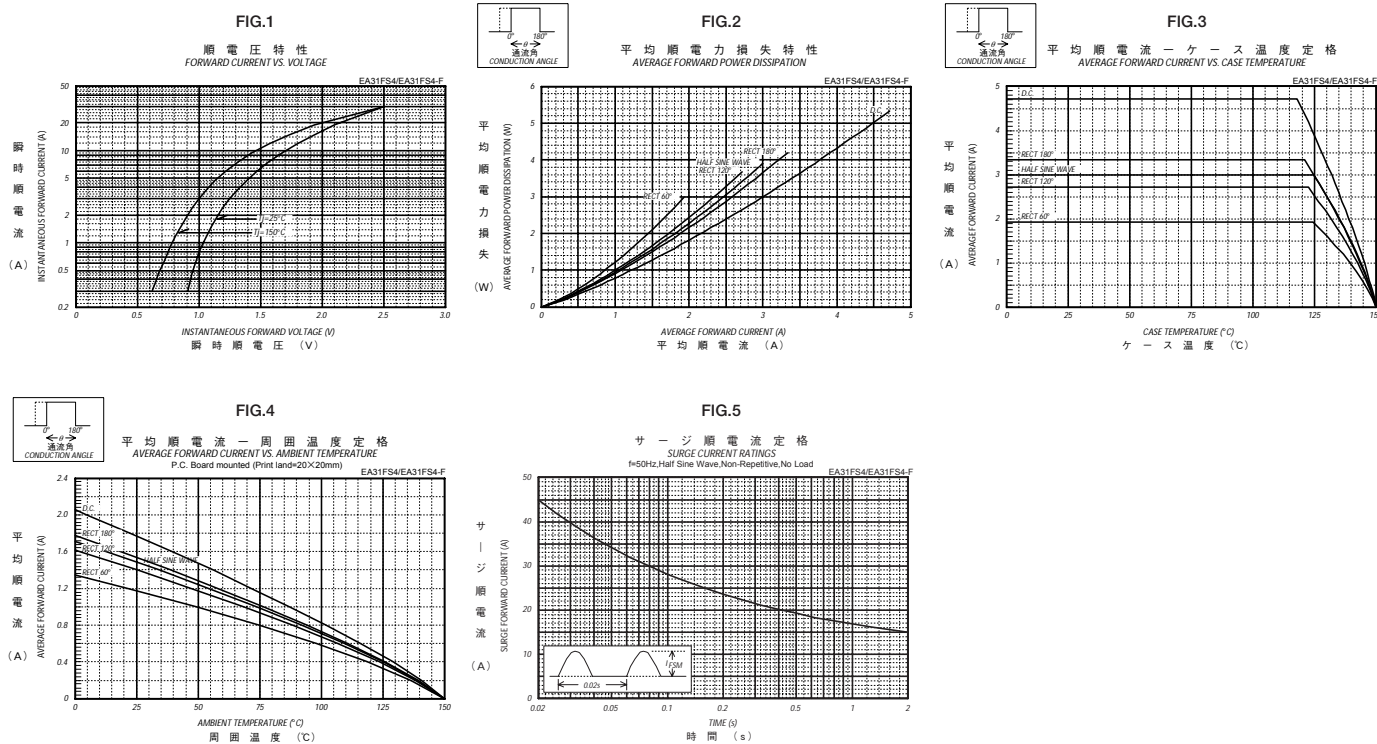 FIG.1
順電圧特性
FORWARD CURRENT VS. VOLTAGE
EA31FS4/EA31FS4-F
瞬時順電流 (A)
INSTANTANEOUS FORWARD CURRENT (A)
50
20
10
5
2
1
0.5
0.2
Tj=25°C
Tj=150°C
0 0.5 1.0 1.5 2.0 2.5 3.0
INSTANTANEOUS FORWARD VOLTAGE (V)
瞬時順電圧 (V)
0° 180°
θ
通流角
CONDUCTION ANGLE
FIG.2
平均順電力損失特性
AVERAGE FORWARD POWER DISSIPATION
EA31FS4/EA31FS4-F
平均順電力損失 (W)
AVERAGE FORWARD POWER DISSIPATION (W)
6
5
4
3
2
1
0
D.C.
RECT 180°
HALF SINE WAVE
RECT 120°
RECT 60°
0 1 2 3 4 5
AVERAGE FORWARD CURRENT (A)
平均順電流 (A)
0° 180°
θ
通流角
CONDUCTION ANGLE
FIG.3
平均順電流－ケース温度定格
AVERAGE FORWARD CURRENT VS. CASE TEMPERATURE
EA31FS4/EA31FS4-F
平均順電流 (A)
AVERAGE FORWARD CURRENT (A)
5
4
3
2
1
0
D.C.
RECT 180°
HALF SINE WAVE
RECT 120°
RECT 60°
0 25 50 75 100 125 150
CASE TEMPERATURE (°C)
ケース温度 (℃)
0° 180°
θ
通流角
CONDUCTION ANGLE
FIG.4
平均順電流－周囲温度定格
AVERAGE FORWARD CURRENT VS. AMBIENT TEMPERATURE
P.C. Board mounted (Print land=20×20mm)
EA31FS4/EA31FS4-F
平均順電流 (A)
AVERAGE FORWARD CURRENT (A)
2.4
2.0
1.6
1.2
0.8
0.4
0
D.C.
RECT 180°
RECT 120°
HALF SINE WAVE
RECT 60°
0 25 50 75 100 125 150
AMBIENT TEMPERATURE (°C)
周囲温度 (℃)
FIG.5
サージ順電流定格
SURGE CURRENT RATINGS
f=50Hz,Half Sine Wave,Non-Repetitive,No Load
EA31FS4/EA31FS4-F
サージ順電流 (A)
SURGE FORWARD CURRENT (A)
50
40
30
20
10
0
I FSM
0.02s
0.02 0.05 0.1 0.2 0.5 1 2
TIME (s)
時間 (s)